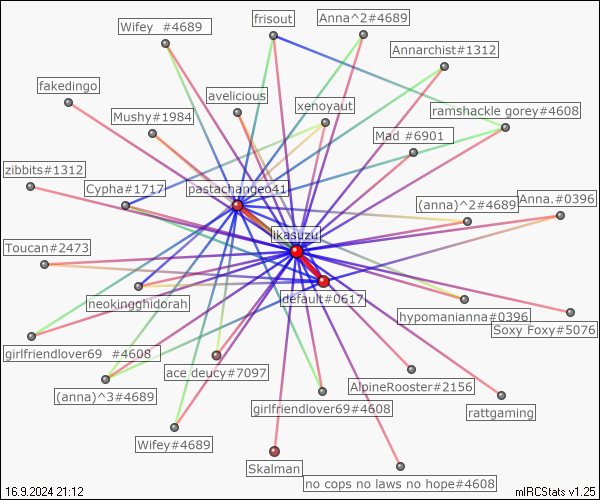 Wifey  #4689
frisout
Anna^2#4689
Annarchist#1312
fakedingo
avelicious
xenoyaut
ramshackle gorey#4608
Mushy#1984
Mad #6901
zibbits#1312
Cypha#1717
pastachangeo41
(anna)^2#4689
Anna.#0396
Toucan#2473
likasuzu
neokingghidorah
default#0617
hypomanianna#0396
Soxy Foxy#5076
girlfriendlover69  #4608
ace deucy#7097
AlpineRooster#2156
(anna)^3#4689
girlfriendlover69#4608
rattgaming
Wifey#4689
Skalman
no cops no laws no hope#4608
16.9.2024 21:12
mIRCStats v1.25